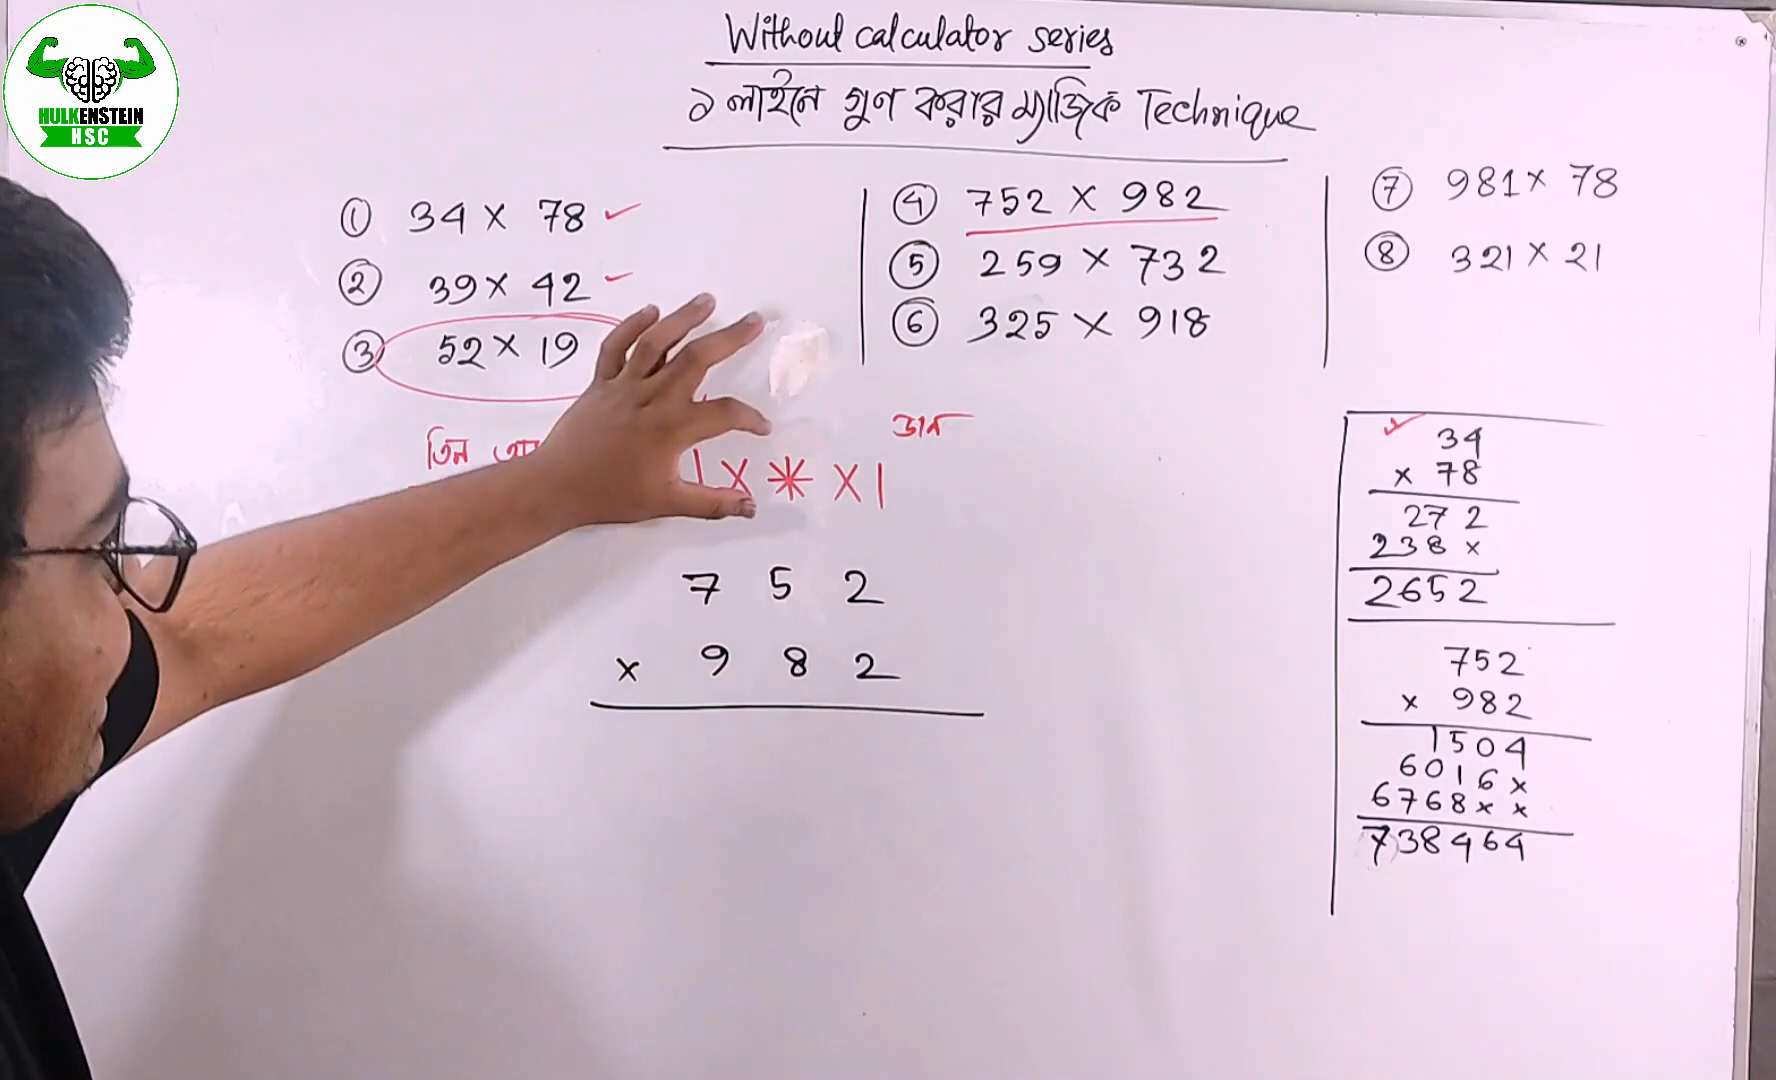 HULKENSTEIN
HSC
Without calculator series
১ লাইনে গুণ করার ম্যাজিক Technique
① 34 × 78 ✓
② 39 × 42 ✓
③ 52 × 19
④ 752 × 982
⑤ 259 × 732
⑥ 325 × 918
⑦ 981 × 78
⑧ 321 × 21
তিন
ডান
| X * X |
7 5 2
× 9 8 2
✓ 34
× 78
272
238 ×
2652
752
× 982
1504
6016 ×
6768 × ×
738464